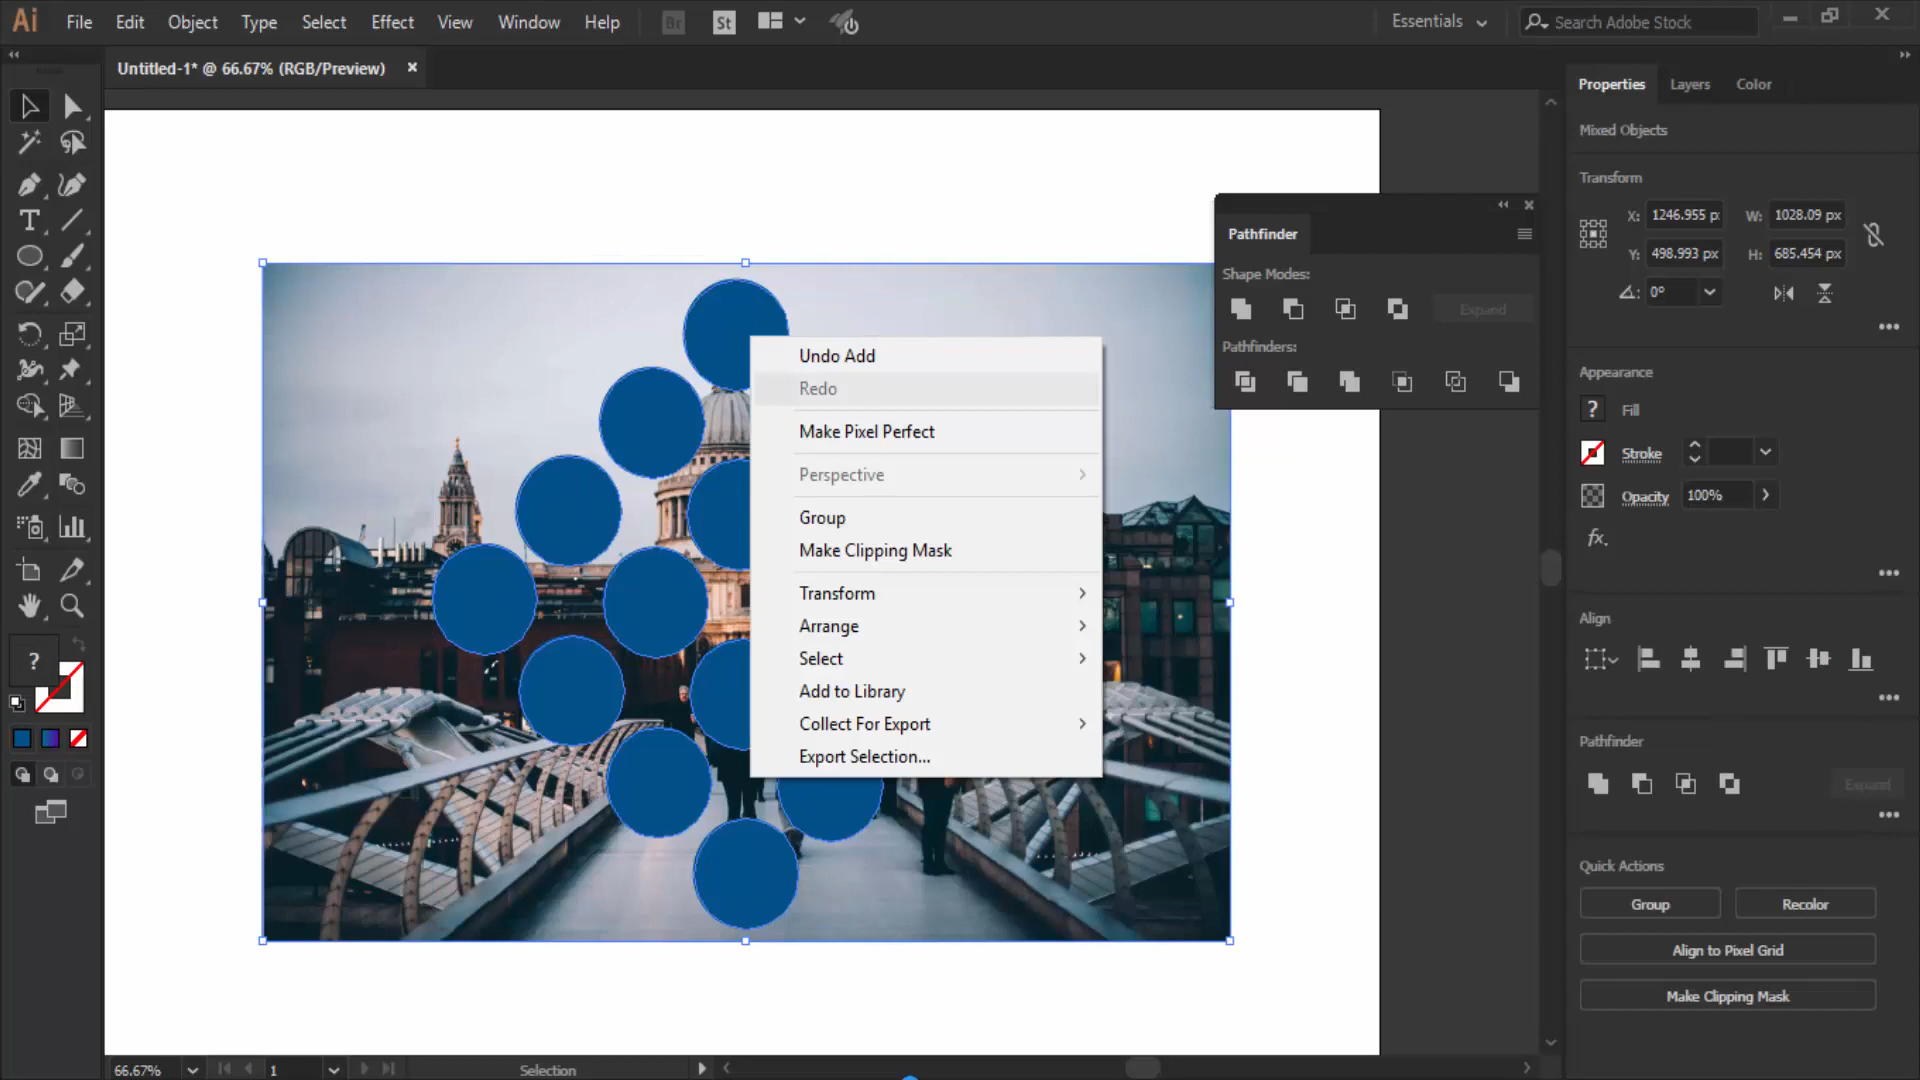 Ai File Edit Object Type Select Effect View Window Help Br St Essentials Search Adobe Stock
Untitled-1* @ 66.67% (RGB/Preview)
Properties Layers Color
Mixed Objects
Transform
X: 1246.955 p W: 1028.09 px
Y: 498.993 px H: 685.454 px
0°
Appearance
? Fill
Stroke
Opacity 100%
fx.
Align
Pathfinder
Expand
Quick Actions
Group Recolor
Align to Pixel Grid
Make Clipping Mask
Pathfinder
Shape Modes:
Expand
Pathfinders:
Undo Add
Redo
Make Pixel Perfect
Perspective
Group
Make Clipping Mask
Transform
Arrange
Select
Add to Library
Collect For Export
Export Selection...
T
?
66.67% 1 Selection